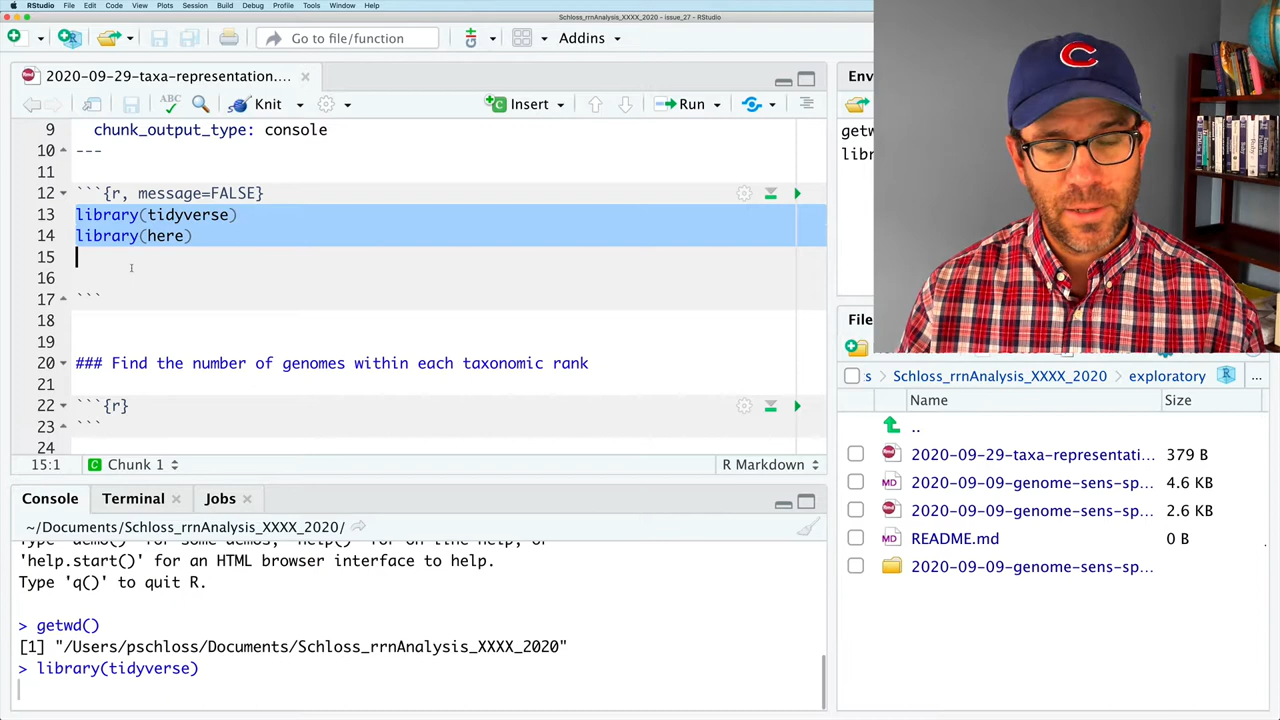 RStudio File Edit Code View Plots Session Build Debug Profile Tools Window Help
Schloss_rrnAnalysis_XXXX_2020 - issue_27 - RStudio
Go to file/function Addins
2020-09-29-taxa-representation....
ABC Knit Insert Run
9 chunk_output_type: console
10 ---
11
12 ```{r, message=FALSE}
13 library(tidyverse)
14 library(here)
15
16
17 ```
18
19
20 ### Find the number of genomes within each taxonomic rank
21
22 ```{r}
23 ```
24
15:1 Chunk 1 R Markdown
Console Terminal Jobs
~/Documents/Schloss_rrnAnalysis_XXXX_2020/
Type 'demo()' for some demos, 'help()' for on-line help, or
'help.start()' for an HTML browser interface to help.
Type 'q()' to quit R.
> getwd()
[1] "/Users/pschloss/Documents/Schloss_rrnAnalysis_XXXX_2020"
> library(tidyverse)
Env
getw
lib
File
s Schloss_rrnAnalysis_XXXX_2020 exploratory ...
Name Size
..
2020-09-29-taxa-representati... 379 B
2020-09-09-genome-sens-sp... 4.6 KB
2020-09-09-genome-sens-sp... 2.6 KB
README.md 0 B
2020-09-09-genome-sens-sp...
C